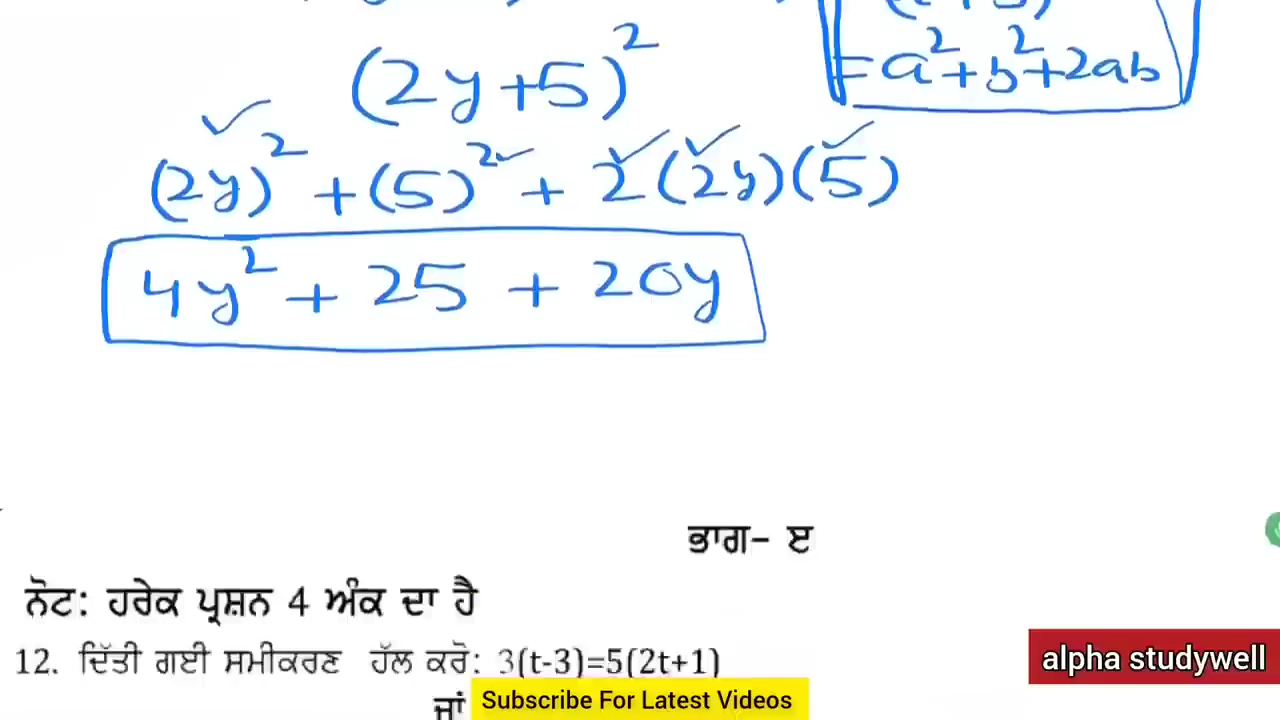 (2y+5)²
= a²+b²+2ab
(2y)² + (5)² + 2(2y)(5)
4y² + 25 + 20y
ਭਾਗ- ੲ
ਨੋਟ: ਹਰੇਕ ਪ੍ਰਸ਼ਨ 4 ਅੰਕ ਦਾ ਹੈ
12. ਦਿੱਤੀ ਗਈ ਸਮੀਕਰਣ ਹੱਲ ਕਰੋ: 3(t-3)=5(2t+1)
alpha studywell
ਜਾਂ
Subscribe For Latest Videos